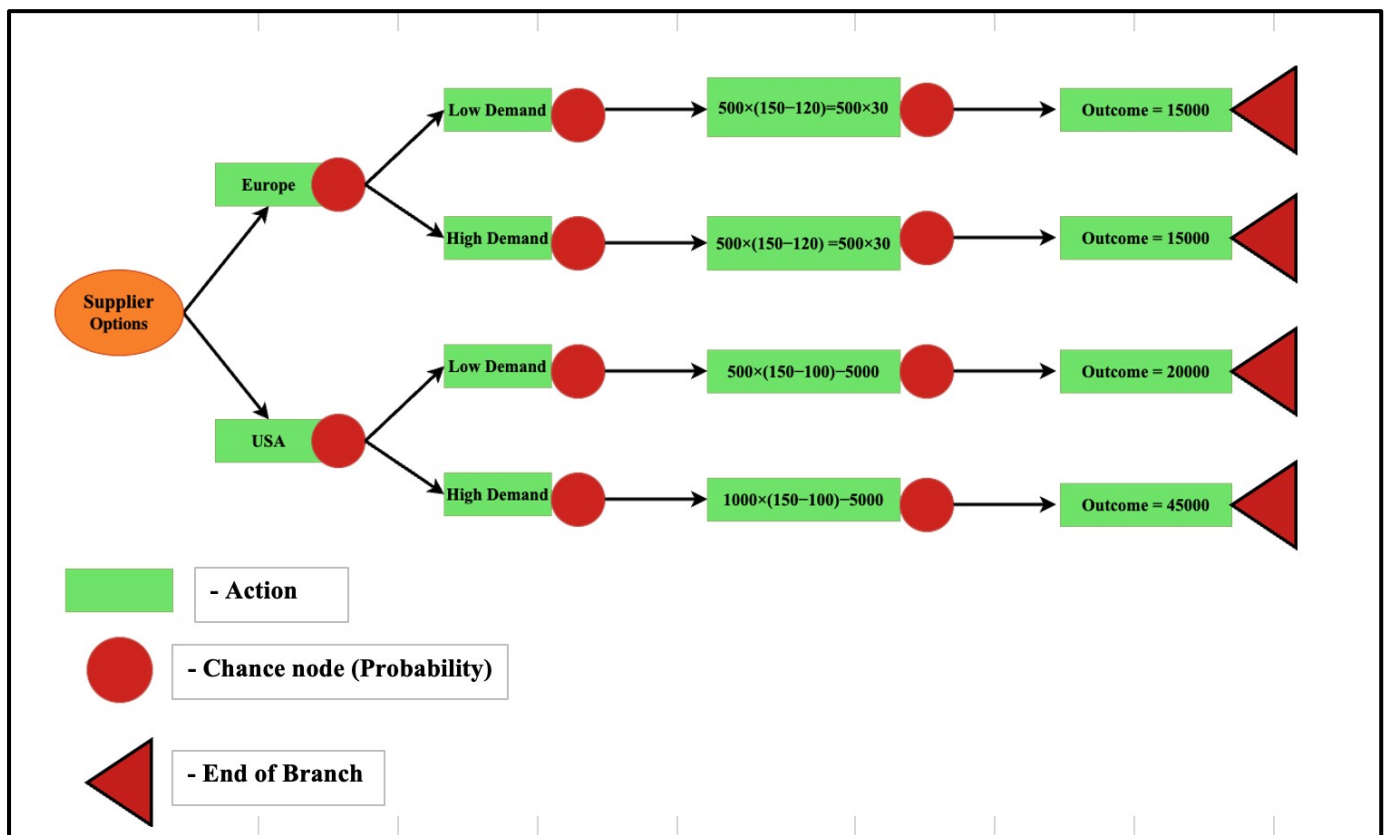 Low Demand
500×(150−120)=500×30
Outcome = 15000
Europe
High Demand
500×(150−120) =500×30
Outcome = 15000
Supplier
Options
Low Demand
500×(150−100)−5000
Outcome = 20000
USA
High Demand
1000×(150−100)−5000
Outcome = 45000
- Action
- Chance node (Probability)
- End of Branch